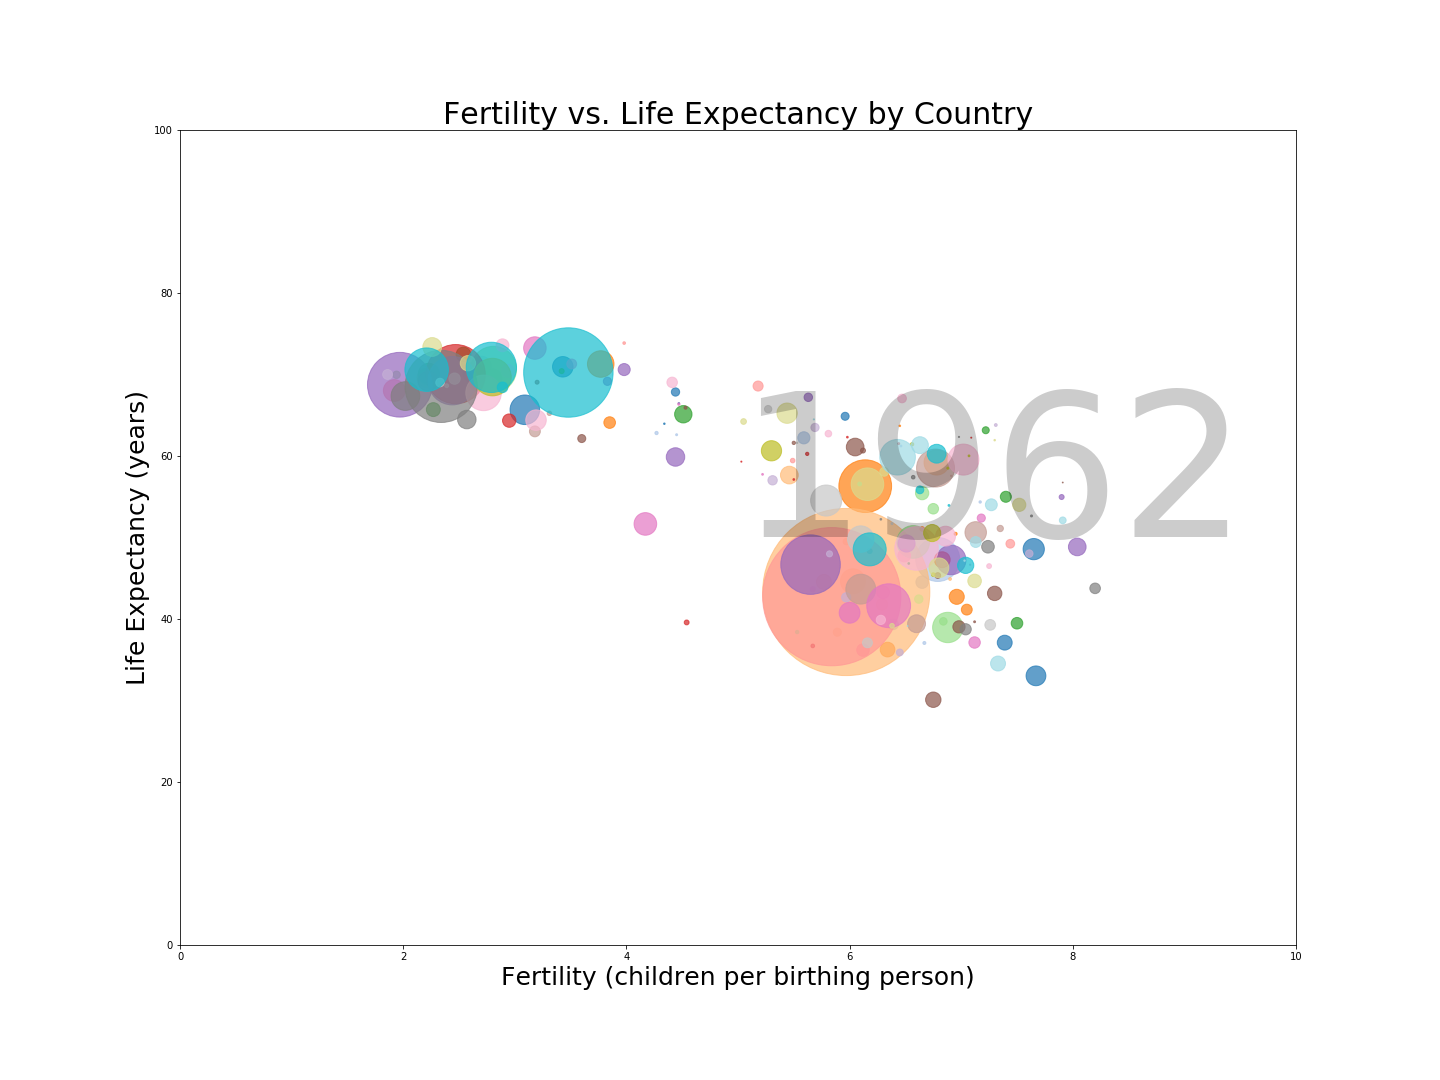 Fertility vs. Life Expectancy by Country
100
80
60
40
20
0
Life Expectancy (years)
1962
0 2 4 6 8 10
Fertility (children per birthing person)